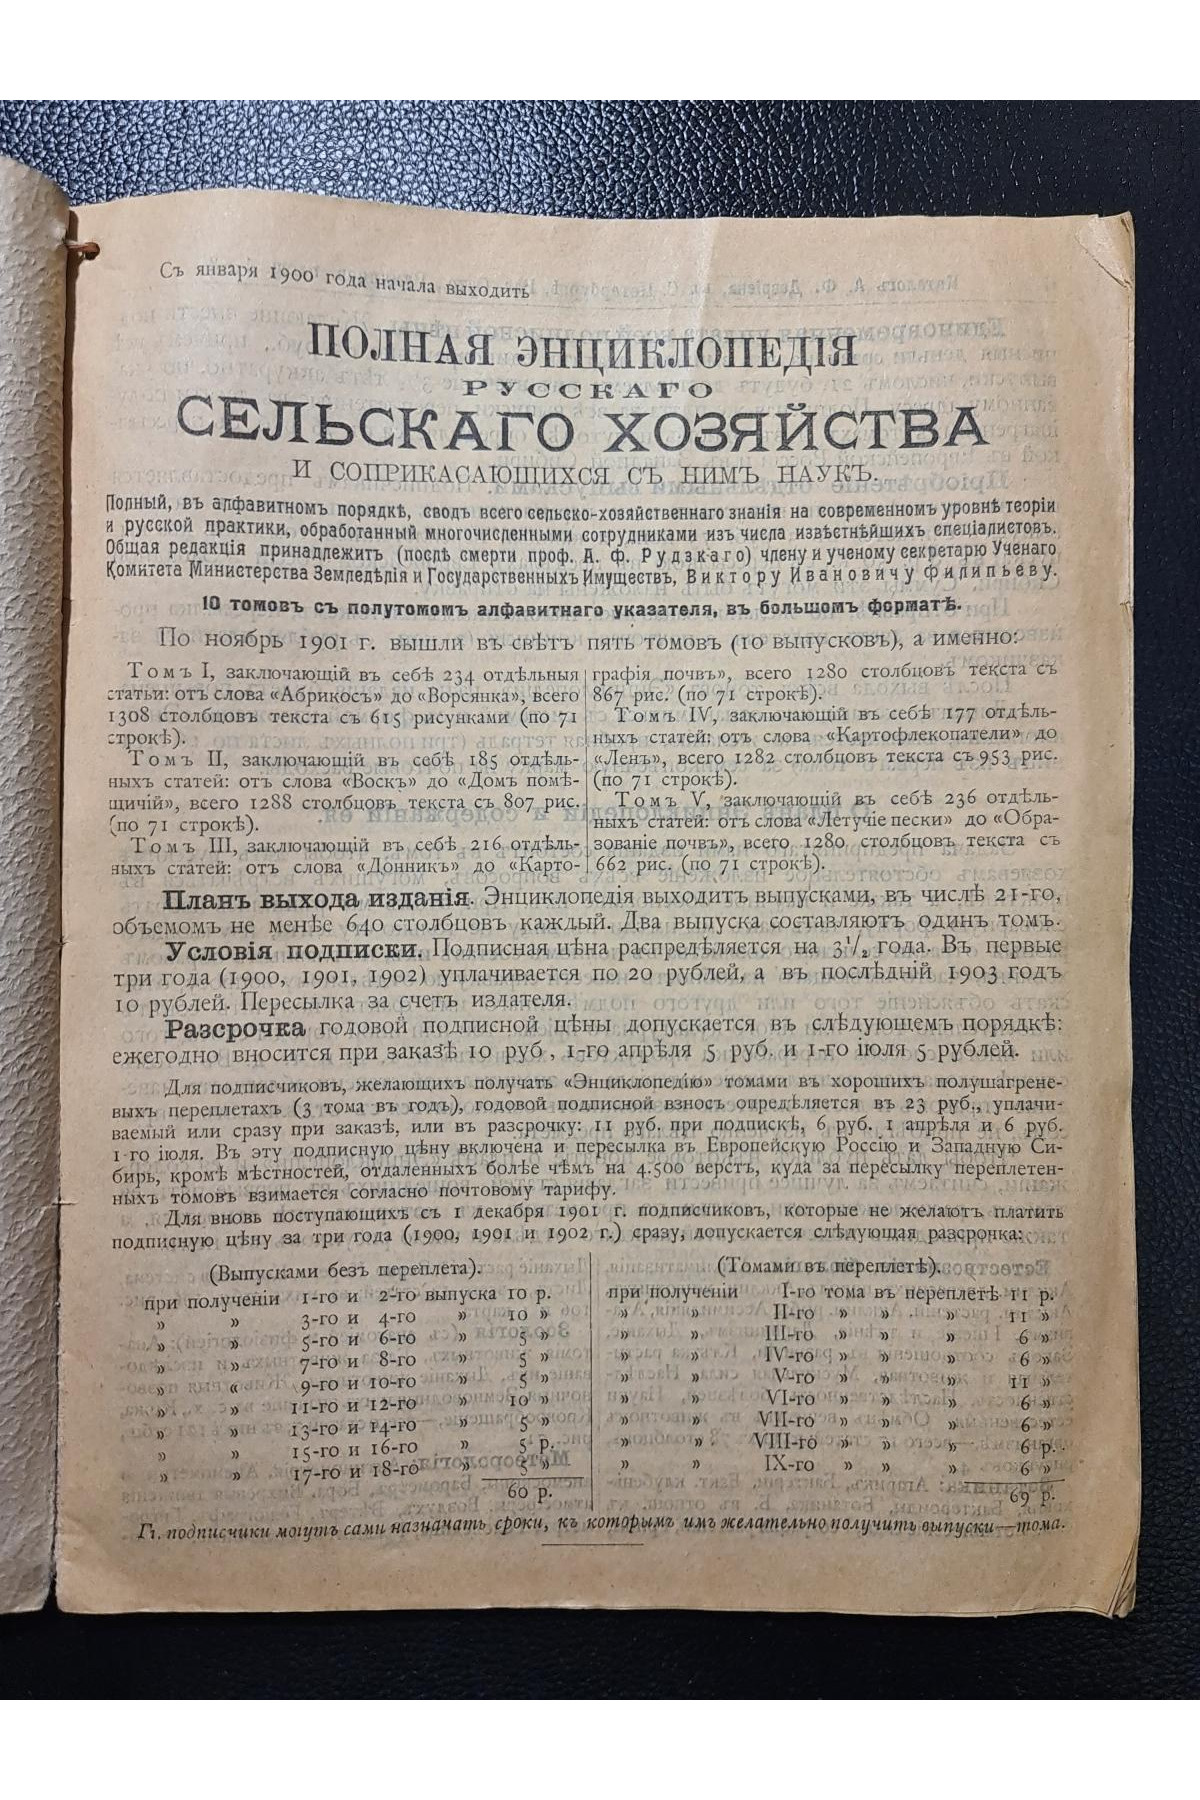 Съ января 1900 года начала выходить
ПОЛНАЯ ЭНЦИКЛОПЕДІЯ
РУССКАГО
СЕЛЬСКАГО ХОЗЯЙСТВА
И СОПРИКАСАЮЩИХСЯ СЪ НИМЪ НАУКЪ.
Полный, въ алфавитномъ порядкѣ, сводъ всего сельско-хозяйственнаго знанія на современномъ уровнѣ теоріи
и русской практики, обработанный многочисленными сотрудниками изъ числа извѣстнѣйшихъ спеціалистовъ.
Общая редакція принадлежитъ (послѣ смерти проф. А. Ф. Рудзкаго) члену и ученому секретарю Ученаго
Комитета Министерства Земледѣлія и Государственныхъ Имуществъ, Виктору Ивановичу Филипьеву.
10 томовъ съ полутомомъ алфавитнаго указателя, въ большомъ форматѣ.
По ноябрь 1901 г. вышли въ свѣтъ пять томовъ (10 выпусковъ), а именно:
Томъ I, заключающій въ себѣ 234 отдѣльныя
статьи: отъ слова «Абрикосъ» до «Ворсянка», всего
1308 столбцовъ текста съ 615 рисунками (по 71
строкѣ).
Томъ II, заключающій въ себѣ 185 отдѣль-
ныхъ статей: отъ слова «Воскъ» до «Домъ помѣ-
щичій», всего 1288 столбцовъ текста съ 807 рис.
(по 71 строкѣ).
Томъ III, заключающій въ себѣ 216 отдѣль-
ныхъ статей: отъ слова «Донникъ» до «Карто-
графія почвъ», всего 1280 столбцовъ текста съ
867 рис. (по 71 строкѣ).
Томъ IV, заключающій въ себѣ 177 отдѣль-
ныхъ статей: отъ слова «Картофлекопатели» до
«Ленъ», всего 1282 столбцовъ текста съ 953 рис.
(по 71 строкѣ).
Томъ V, заключающій въ себѣ 236 отдѣль-
ныхъ статей: отъ слова «Летучіе пески» до «Обра-
зованіе почвъ», всего 1280 столбцовъ текста съ
662 рис. (по 71 строкѣ).
Планъ выхода изданія. Энциклопедія выходитъ выпусками, въ числѣ 21-го,
объемомъ не менѣе 640 столбцовъ каждый. Два выпуска составляютъ одинъ томъ.
Условія подписки. Подписная цѣна распредѣляется на 3½ года. Въ первые
три года (1900, 1901, 1902) уплачивается по 20 рублей, а въ послѣдній 1903 годъ
10 рублей. Пересылка за счетъ издателя.
Разсрочка годовой подписной цѣны допускается въ слѣдующемъ порядкѣ:
ежегодно вносится при заказѣ 10 руб, 1-го апрѣля 5 руб. и 1-го іюля 5 рублей.
Для подписчиковъ, желающихъ получать «Энциклопедію» томами въ хорошихъ полушагрене-
выхъ переплетахъ (3 тома въ годъ), годовой подписной взносъ опредѣляется въ 23 руб., уплачи-
ваемый или сразу при заказѣ, или въ разсрочку: 11 руб. при подпискѣ, 6 руб. 1 апрѣля и 6 руб.
1-го іюля. Въ эту подписную цѣну включена и пересылка въ Европейскую Россію и Западную Си-
бирь, кромѣ мѣстностей, отдаленныхъ болѣе чѣмъ на 4.500 верстъ, куда за пересылку переплетен-
ныхъ томовъ взимается согласно почтовому тарифу.
Для вновь поступающихъ съ 1 декабря 1901 г. подписчиковъ, которые не желаютъ платить
подписную цѣну за три года (1900, 1901 и 1902 г.) сразу, допускается слѣдующая разсрочка:
(Выпусками безъ переплета).
при полученіи 1-го и 2-го выпуска 10 р.
» » 3-го и 4-го » 10 »
» » 5-го и 6-го » 5 »
» » 7-го и 8-го » 5 »
» « 9-го и 10-го » 5 »
» » 11-го и 12-го » 10 »
» » 13-го и 14-го » 5 »
» » 15-го и 16-го » 5 р.
» » 17-го и 18-го » 5 »
60 р.
(Томами въ переплетѣ).
при полученіи I-го тома въ переплетѣ 11 р.
» » II-го » » » 11 »
» » III-го » » » 6 »
» » IV-го » » » 6 »
» » V-го » » » 11 »
» » VI-го » » » 6 »
» » VII-го » » » 6 »
» » VIII-го » » » 6 р.
» » IX-го » » » 6 »
69 р.
Гг. подписчики могутъ сами назначать сроки, къ которымъ имъ желательно получить выпуски—тома.